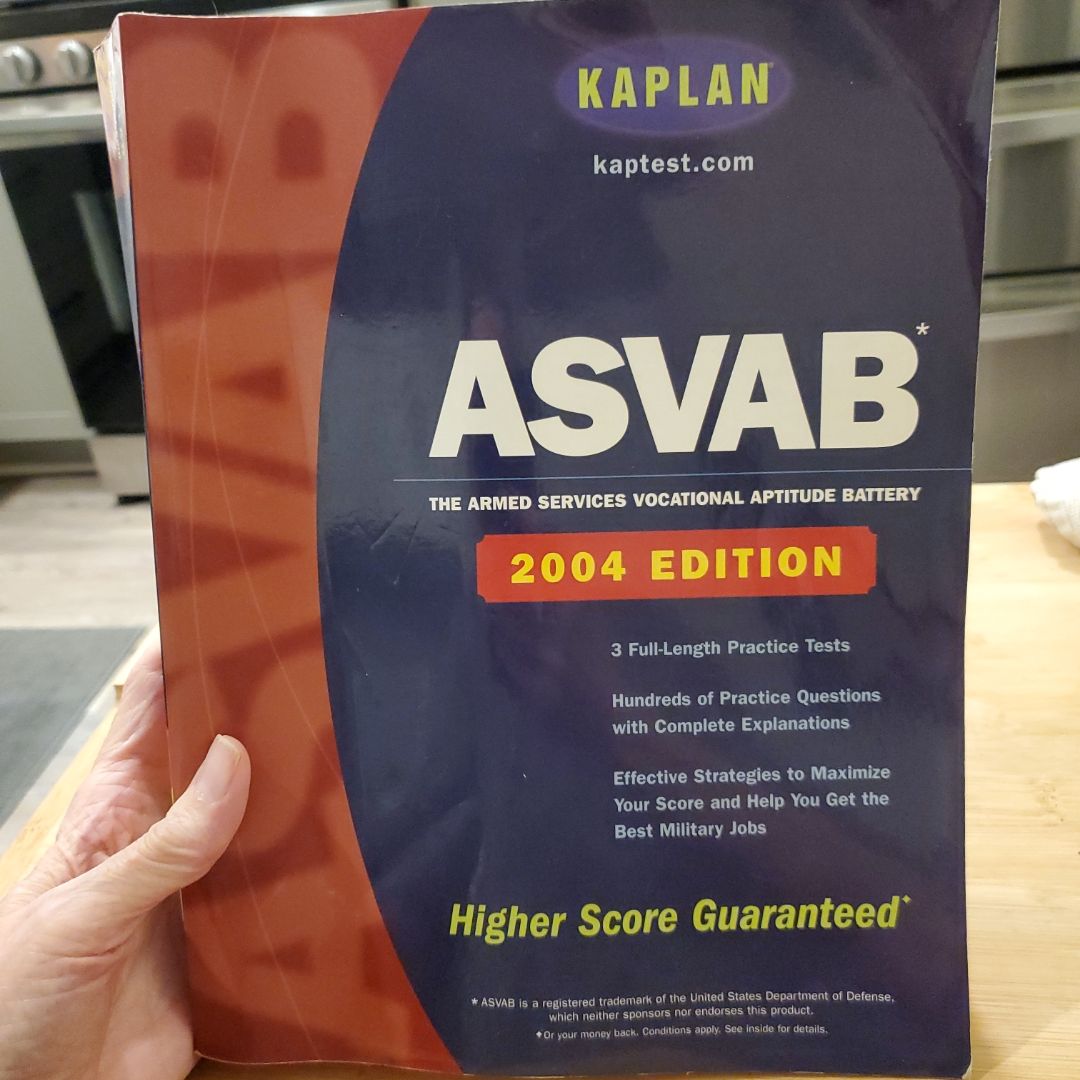 KAPLAN
kaptest.com
ASVAB*
THE ARMED SERVICES VOCATIONAL APTITUDE BATTERY
2004 EDITION
3 Full-Length Practice Tests
Hundreds of Practice Questions
with Complete Explanations
Effective Strategies to Maximize
Your Score and Help You Get the
Best Military Jobs
Higher Score Guaranteed✦
* ASVAB is a registered trademark of the United States Department of Defense,
which neither sponsors nor endorses this product.
✦Or your money back. Conditions apply. See inside for details.
ASVAB